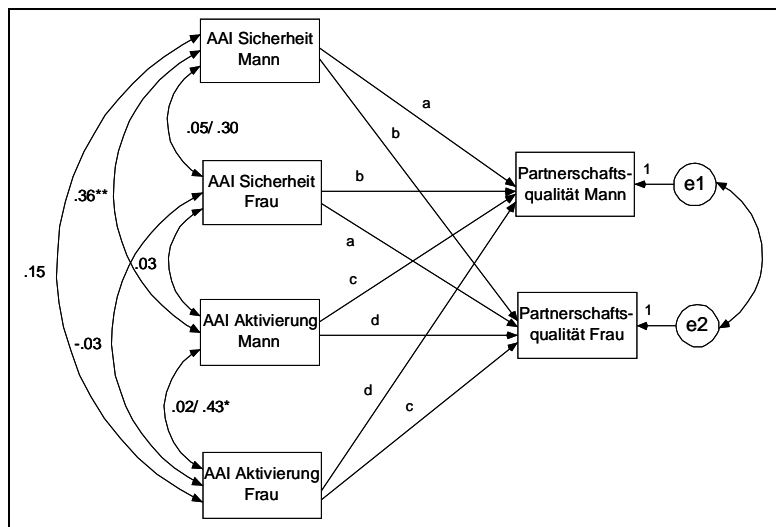 AAI Sicherheit
Mann
a
.05/ .30
b
AAI Sicherheit
Frau
b
Partnerschafts-
qualität Mann
1
e1
.36**
a
.03
c
.15
AAI Aktivierung
Mann
d
Partnerschafts-
qualität Frau
1
e2
-.03
d
c
.02/ .43*
AAI Aktivierung
Frau